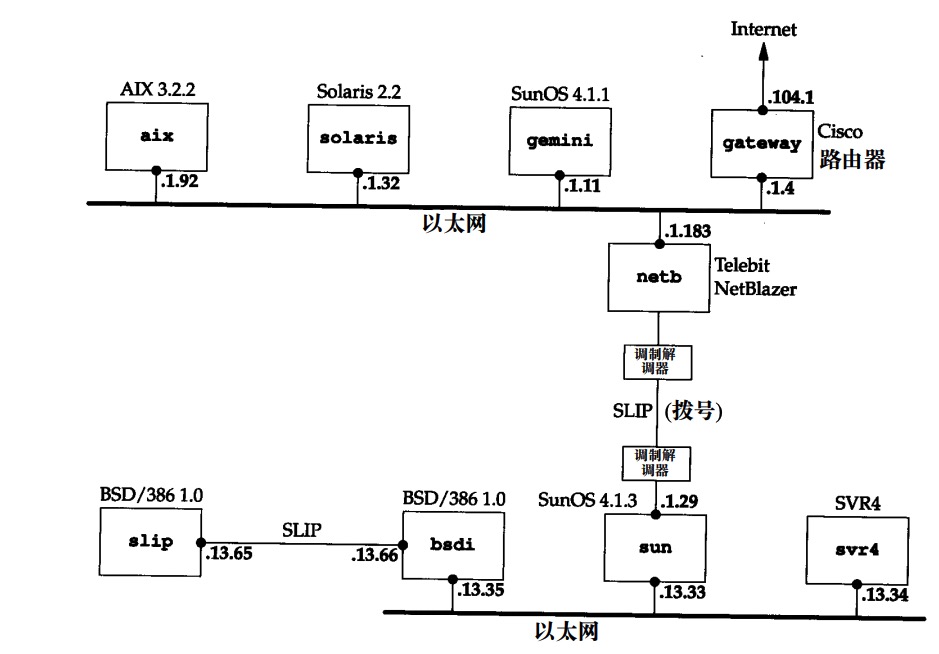 Internet
AIX 3.2.2
Solaris 2.2
SunOS 4.1.1
.104.1
aix
solaris
gemini
gateway
Cisco
路由器
.1.92
.1.32
.1.11
.1.4
以太网
.1.183
netb
Telebit
NetBlazer
调制解
调器
SLIP (拨号)
调制解
调器
BSD/386 1.0
BSD/386 1.0
SunOS 4.1.3
.1.29
SVR4
slip
SLIP
.13.65
.13.66
bsdi
sun
svr4
.13.35
.13.33
.13.34
以太网